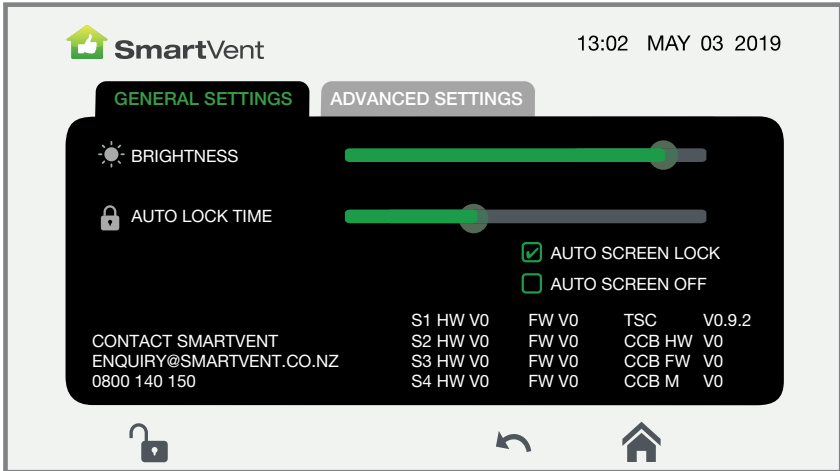 SmartVent
13:02 MAY 03 2019
GENERAL SETTINGS
ADVANCED SETTINGS
BRIGHTNESS
AUTO LOCK TIME
AUTO SCREEN LOCK
AUTO SCREEN OFF
CONTACT SMARTVENT
ENQUIRY@SMARTVENT.CO.NZ
0800 140 150
S1 HW V0 FW V0 TSC V0.9.2
S2 HW V0 FW V0 CCB HW V0
S3 HW V0 FW V0 CCB FW V0
S4 HW V0 FW V0 CCB M V0